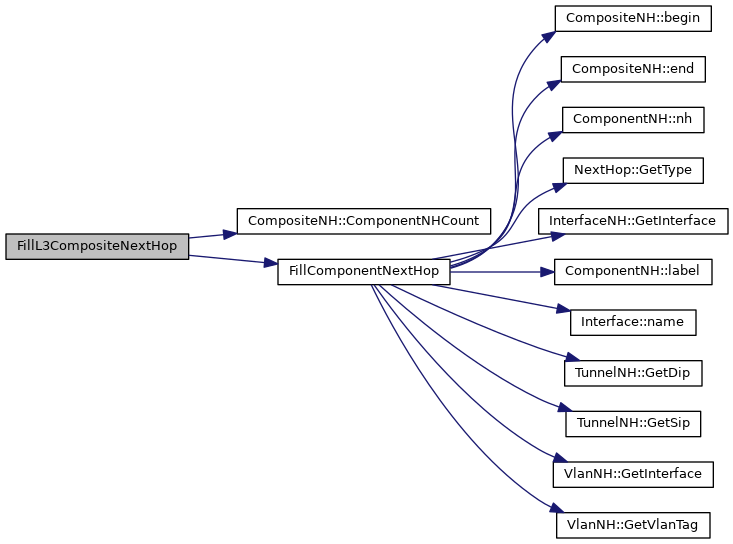 FillL3CompositeNextHop
CompositeNH::ComponentNHCount
FillComponentNextHop
CompositeNH::begin
CompositeNH::end
ComponentNH::nh
NextHop::GetType
InterfaceNH::GetInterface
ComponentNH::label
Interface::name
TunnelNH::GetDip
TunnelNH::GetSip
VlanNH::GetInterface
VlanNH::GetVlanTag